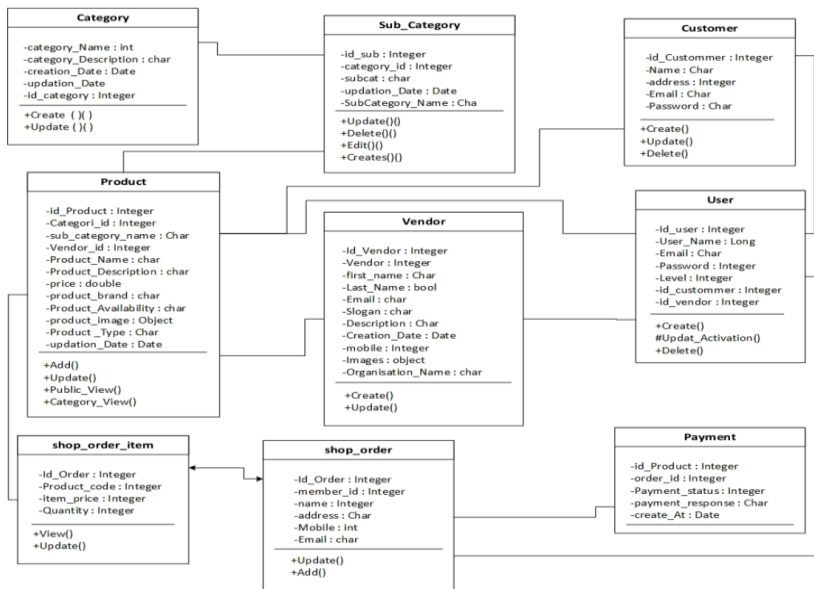 Category
-category_Name : int
-category_Description : char
-creation_Date : Date
-updation_Date
-id_category : Integer
+Create ( )( )
+Update ( )( )
Sub_Category
-id_sub : Integer
-category_id : Integer
-subcat : char
-updation_Date : Date
-SubCategory_Name : Cha
+Update()()
+Delete()()
+Edit()()
+Creates()()
Customer
-id_Custommer : Integer
-Name : Char
-address : Integer
-Email : Char
-Password : Char
+Create()
+Update()
+Delete()
Product
-id_Product : Integer
-Categori_id : Integer
-sub_category_name : Char
-Vendor_id : Integer
-Product_Name : char
-Product_Description : char
-price : double
-product_brand : char
-Product_Availability : char
-product_image : Object
-Product _Type : Char
-updation_Date : Date
+Add()
+Update()
+Public_View()
+Category_View()
Vendor
-Id_Vendor : Integer
-Vendor : Integer
-first_name : Char
-Last_Name : bool
-Email : char
-Slogan : char
-Description : Char
-Creation_Date : Date
-mobile : Integer
-Images : object
-Organisation_Name : char
+Create()
+Update()
User
-Id_user : Integer
-User_Name : Long
-Email : Char
-Password : Integer
-Level : Integer
-id_custommer : Integer
-id_vendor : Integer
+Create()
#Updat_Activation()
+Delete()
shop_order_item
-Id_Order : Integer
-Product_code : Integer
-item_price : Integer
-Quantity : Integer
+View()
+Update()
shop_order
-Id_Order : Integer
-member_id : Integer
-name : Integer
-address : Char
-Mobile : int
-Email : char
+Update()
+Add()
Payment
-id_Product : Integer
-order_id : Integer
-Payment_status : Integer
-payment_response : Char
-create_At : Date